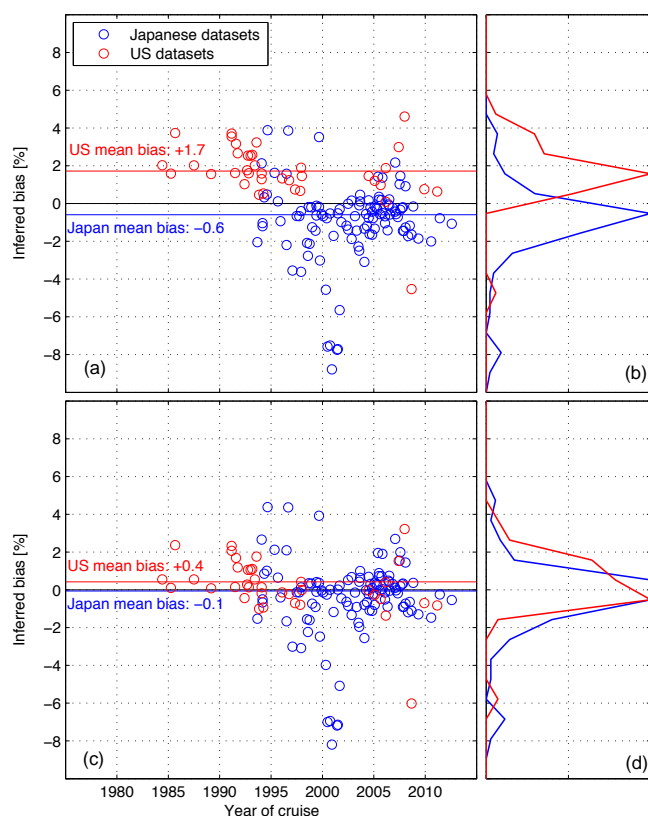 10
8
6
4
2
0
−2
−4
−6
−8
Inferred bias [%]
Japanese datasets
US datasets
US mean bias: +1.7
Japan mean bias: −0.6
(a)
(b)
10
8
6
4
2
0
−2
−4
−6
−8
Inferred bias [%]
US mean bias: +0.4
Japan mean bias: −0.1
(c)
(d)
1980 1985 1990 1995 2000 2005 2010
Year of cruise